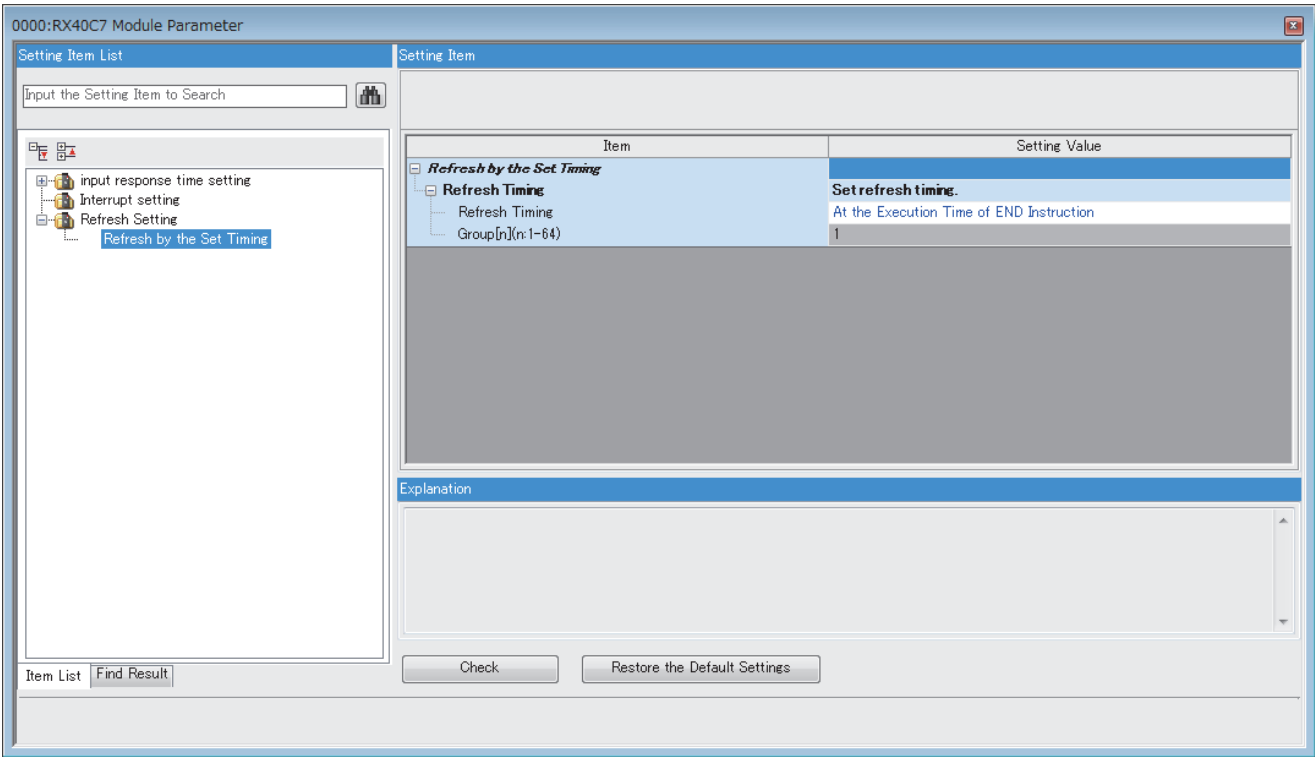 0000:RX40C7 Module Parameter
Setting Item List
Input the Setting Item to Search
input response time setting
Interrupt setting
Refresh Setting
Refresh by the Set Timing
Item List
Find Result
Setting Item
Item Setting Value
Refresh by the Set Timing
Refresh Timing Set refresh timing.
Refresh Timing At the Execution Time of END Instruction
Group[n](n:1-64) 1
Explanation
Check Restore the Default Settings